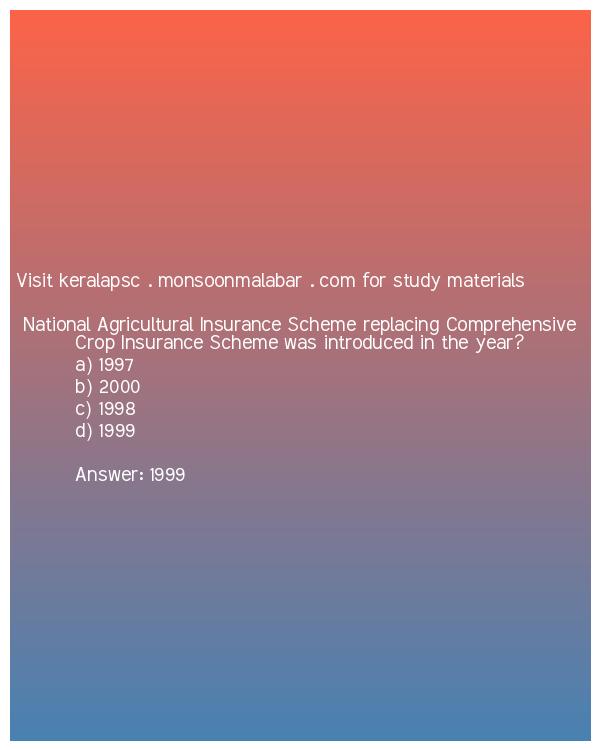 Visit keralapsc . monsoonmalabar . com for study materials
National Agricultural Insurance Scheme replacing Comprehensive
Crop Insurance Scheme was introduced in the year?
a) 1997
b) 2000
c) 1998
d) 1999
Answer: 1999